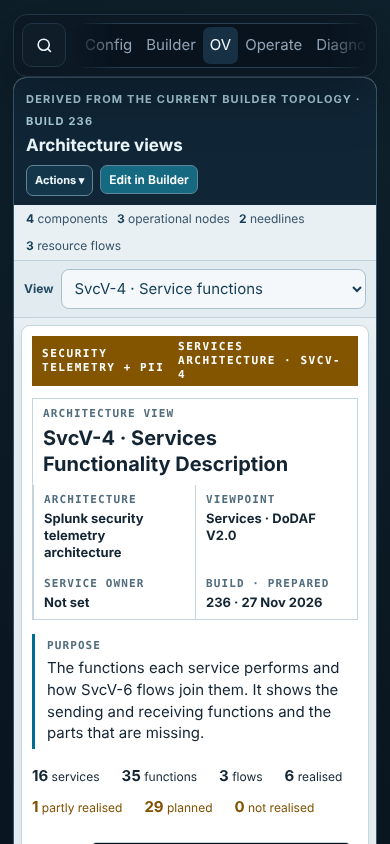 Config Builder OV Operate Diagno
DERIVED FROM THE CURRENT BUILDER TOPOLOGY ·
BUILD 236
Architecture views
Actions ▾ Edit in Builder
4 components 3 operational nodes 2 needlines
3 resource flows
View SvcV-4 · Service functions
SECURITY
TELEMETRY + PII
SERVICES
ARCHITECTURE · SVCV-
4
ARCHITECTURE VIEW
SvcV-4 · Services
Functionality Description
ARCHITECTURE
Splunk security
telemetry
architecture
VIEWPOINT
Services · DoDAF
V2.0
SERVICE OWNER
Not set
BUILD · PREPARED
236 · 27 Nov 2026
PURPOSE
The functions each service performs and
how SvcV-6 flows join them. It shows the
sending and receiving functions and the
parts that are missing.
16 services 35 functions 3 flows 6 realised
1 partly realised 29 planned 0 not realised